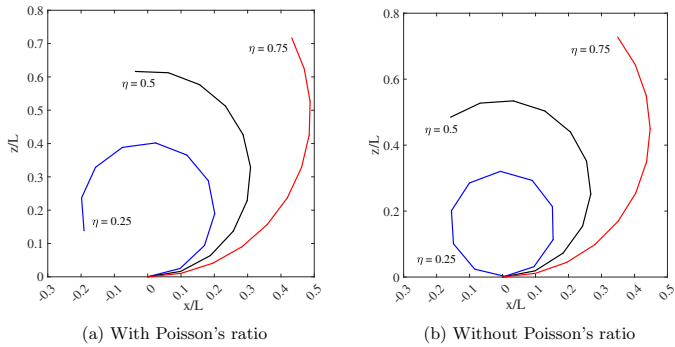 0.8
0.7
0.6
0.5
0.4
0.3
0.2
0.1
0
z/L
-0.3
-0.2
-0.1
0
0.1
0.2
0.3
0.4
0.5
x/L
η = 0.75
η = 0.5
η = 0.25
(a) With Poisson's ratio
0.8
0.6
0.4
0.2
0
z/L
-0.3
-0.2
-0.1
0
0.1
0.2
0.3
0.4
0.5
x/L
η = 0.75
η = 0.5
η = 0.25
(b) Without Poisson's ratio